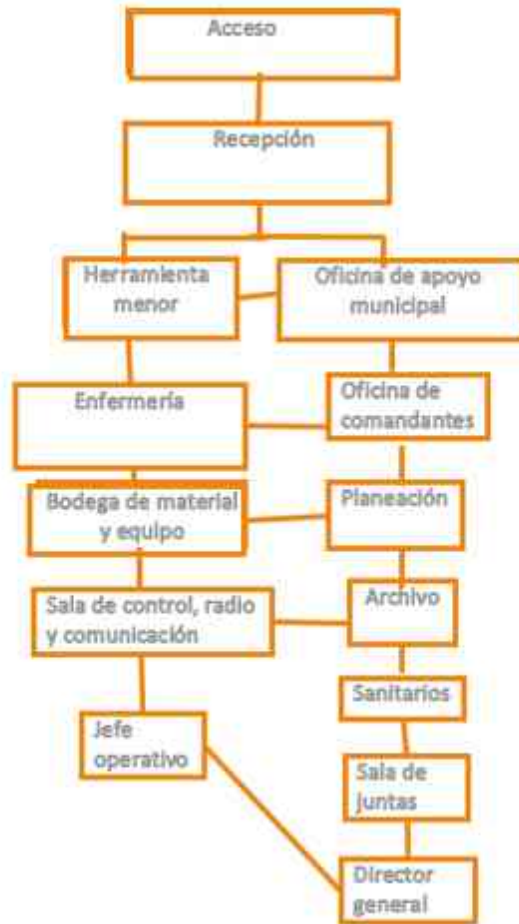 Acceso
Recepción
Herramienta
menor
Oficina de apoyo
municipal
Enfermería
Oficina de
comandantes
Bodega de material
y equipo
Planeación
Sala de control, radio
y comunicación
Archivo
Sanitarios
Jefe
operativo
Sala de
juntas
Director
general